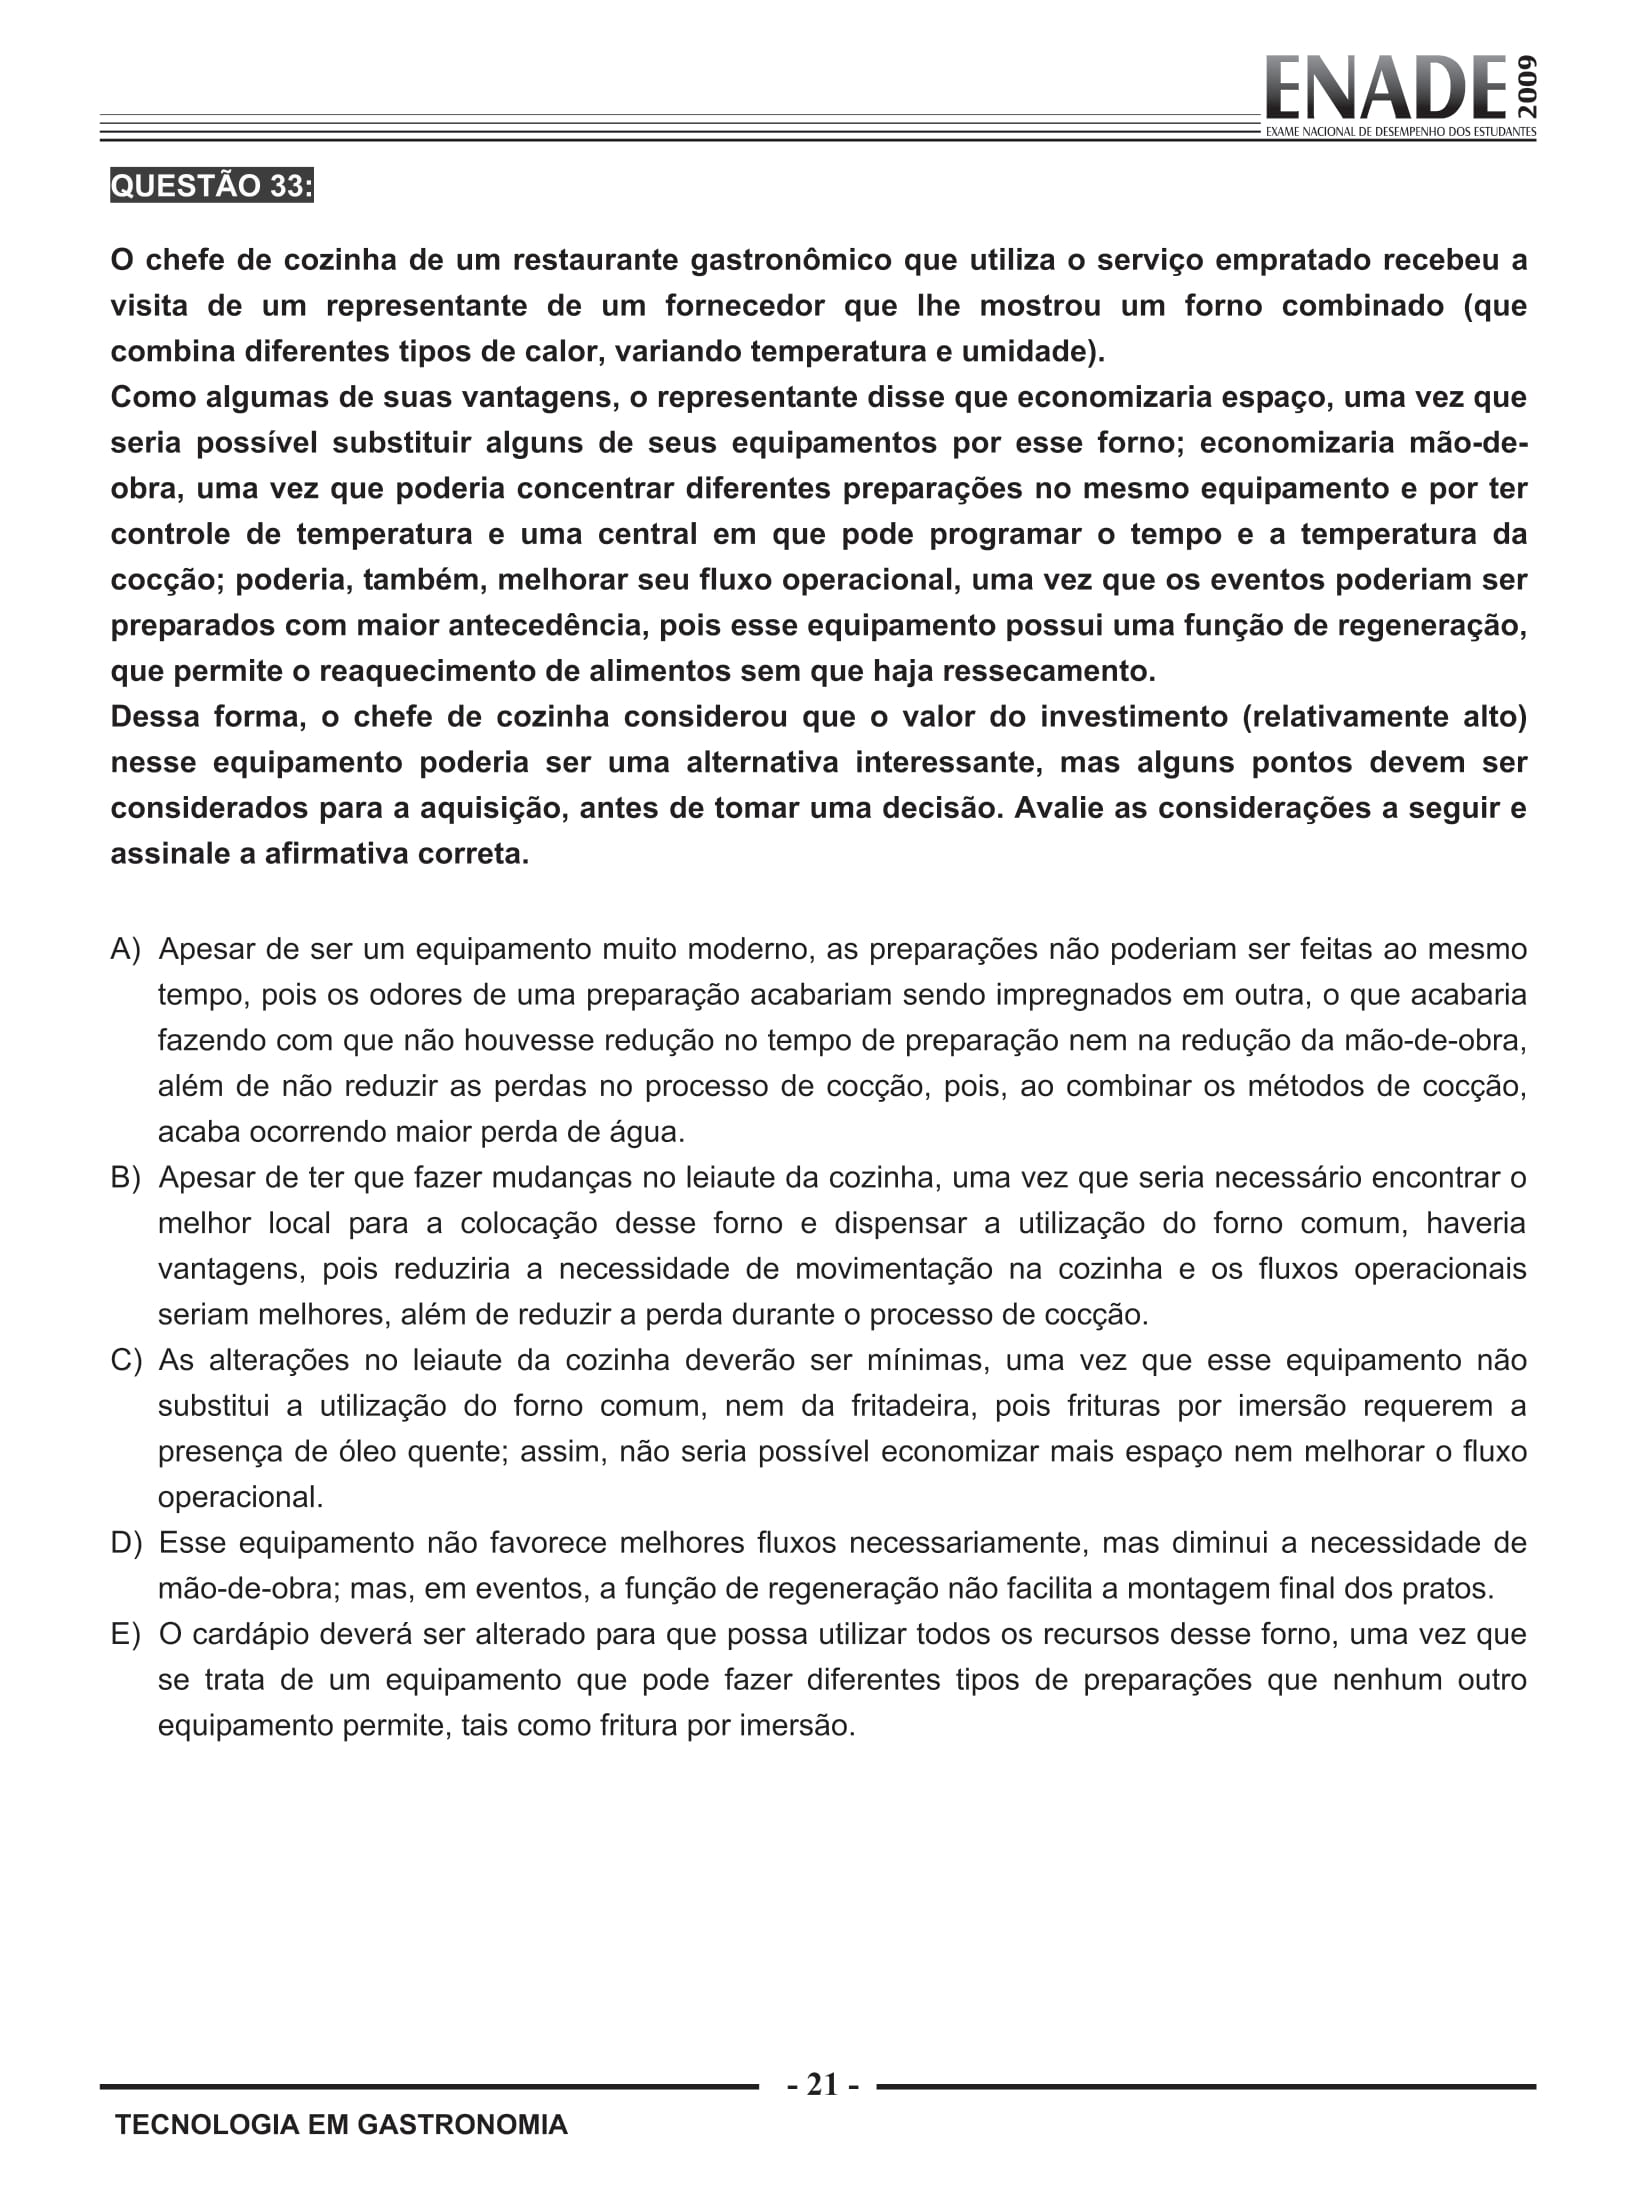 ENADE 2009
EXAME NACIONAL DE DESEMPENHO DOS ESTUDANTES
QUESTÃO 33:
O chefe de cozinha de um restaurante gastronômico que utiliza o serviço empratado recebeu a
visita de um representante de um fornecedor que lhe mostrou um forno combinado (que
combina diferentes tipos de calor, variando temperatura e umidade).
Como algumas de suas vantagens, o representante disse que economizaria espaço, uma vez que
seria possível substituir alguns de seus equipamentos por esse forno; economizaria mão-de-
obra, uma vez que poderia concentrar diferentes preparações no mesmo equipamento e por ter
controle de temperatura e uma central em que pode programar o tempo e a temperatura da
cocção; poderia, também, melhorar seu fluxo operacional, uma vez que os eventos poderiam ser
preparados com maior antecedência, pois esse equipamento possui uma função de regeneração,
que permite o reaquecimento de alimentos sem que haja ressecamento.
Dessa forma, o chefe de cozinha considerou que o valor do investimento (relativamente alto)
nesse equipamento poderia ser uma alternativa interessante, mas alguns pontos devem ser
considerados para a aquisição, antes de tomar uma decisão. Avalie as considerações a seguir e
assinale a afirmativa correta.
A) Apesar de ser um equipamento muito moderno, as preparações não poderiam ser feitas ao mesmo
tempo, pois os odores de uma preparação acabariam sendo impregnados em outra, o que acabaria
fazendo com que não houvesse redução no tempo de preparação nem na redução da mão-de-obra,
além de não reduzir as perdas no processo de cocção, pois, ao combinar os métodos de cocção,
acaba ocorrendo maior perda de água.
B) Apesar de ter que fazer mudanças no leiaute da cozinha, uma vez que seria necessário encontrar o
melhor local para a colocação desse forno e dispensar a utilização do forno comum, haveria
vantagens, pois reduziria a necessidade de movimentação na cozinha e os fluxos operacionais
seriam melhores, além de reduzir a perda durante o processo de cocção.
C) As alterações no leiaute da cozinha deverão ser mínimas, uma vez que esse equipamento não
substitui a utilização do forno comum, nem da fritadeira, pois frituras por imersão requerem a
presença de óleo quente; assim, não seria possível economizar mais espaço nem melhorar o fluxo
operacional.
D) Esse equipamento não favorece melhores fluxos necessariamente, mas diminui a necessidade de
mão-de-obra; mas, em eventos, a função de regeneração não facilita a montagem final dos pratos.
E) O cardápio deverá ser alterado para que possa utilizar todos os recursos desse forno, uma vez que
se trata de um equipamento que pode fazer diferentes tipos de preparações que nenhum outro
equipamento permite, tais como fritura por imersão.
- 21 -
TECNOLOGIA EM GASTRONOMIA